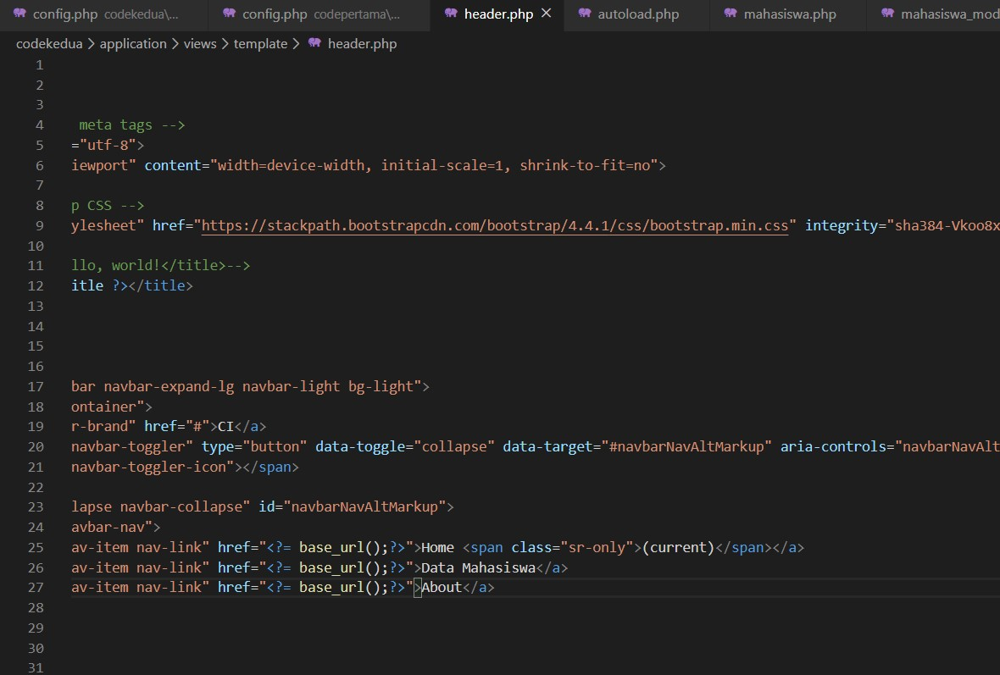 config.php codekedua\... config.php codepertama\... header.php × autoload.php mahasiswa.php mahasiswa_mod
codekedua > application > views > template > header.php
1
2
3
4 meta tags -->
5 ="utf-8">
6 iewport" content="width=device-width, initial-scale=1, shrink-to-fit=no">
7
8 p CSS -->
9 ylesheet" href="https://stackpath.bootstrapcdn.com/bootstrap/4.4.1/css/bootstrap.min.css" integrity="sha384-Vkoo8x
10
11 llo, world!</title>-->
12 itle ?></title>
13
14
15
16
17 bar navbar-expand-lg navbar-light bg-light">
18 ontainer">
19 r-brand" href="#">CI</a>
20 navbar-toggler" type="button" data-toggle="collapse" data-target="#navbarNavAltMarkup" aria-controls="navbarNavAlt
21 navbar-toggler-icon"></span>
22
23 lapse navbar-collapse" id="navbarNavAltMarkup">
24 avbar-nav">
25 av-item nav-link" href="<?= base_url();?>">Home <span class="sr-only">(current)</span></a>
26 av-item nav-link" href="<?= base_url();?>">Data Mahasiswa</a>
27 av-item nav-link" href="<?= base_url();?>">About</a>
28
29
30
31